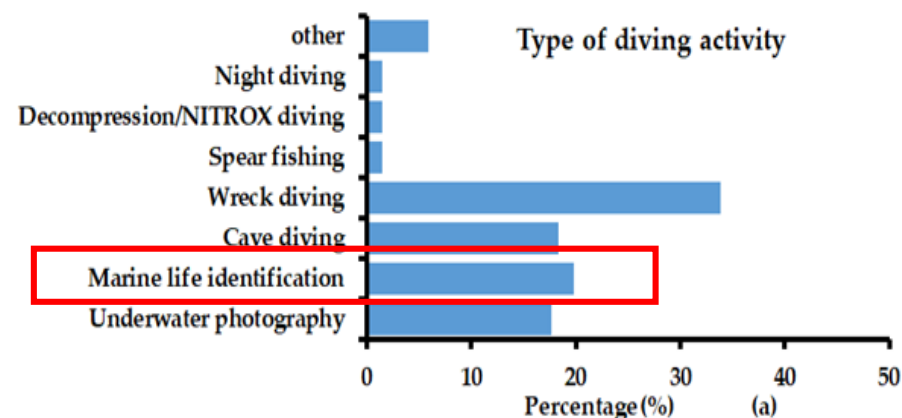 Type of diving activity
other
Night diving
Decompression/NITROX diving
Spear fishing
Wreck diving
Cave diving
Marine life identification
Underwater photography
0 10 20 30 40 50
Percentage (%) (a)